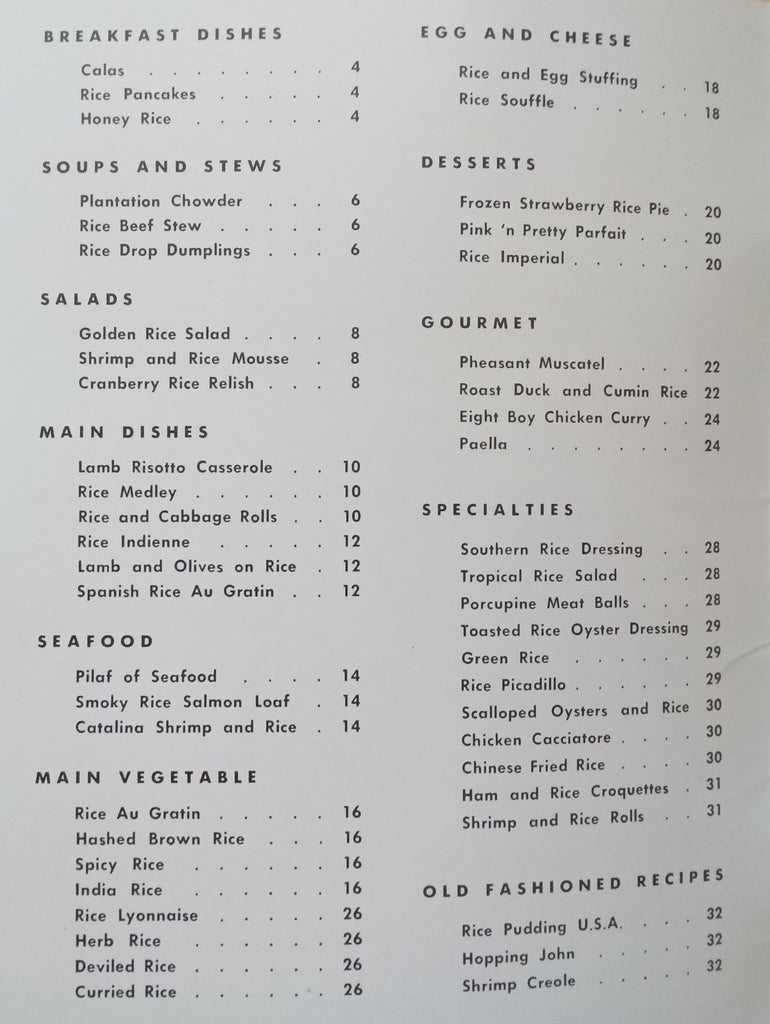 BREAKFAST DISHES
Calas . . . . . . . . 4
Rice Pancakes . . . . . 4
Honey Rice . . . . . . 4
SOUPS AND STEWS
Plantation Chowder . . . 6
Rice Beef Stew . . . . . 6
Rice Drop Dumplings . . . 6
SALADS
Golden Rice Salad . . . . 8
Shrimp and Rice Mousse . 8
Cranberry Rice Relish . . . 8
MAIN DISHES
Lamb Risotto Casserole . . 10
Rice Medley . . . . . . 10
Rice and Cabbage Rolls . . 10
Rice Indienne . . . . . 12
Lamb and Olives on Rice . 12
Spanish Rice Au Gratin . . 12
SEAFOOD
Pilaf of Seafood . . . . 14
Smoky Rice Salmon Loaf . 14
Catalina Shrimp and Rice . 14
MAIN VEGETABLE
Rice Au Gratin . . . . . 16
Hashed Brown Rice . . . 16
Spicy Rice . . . . . . 16
India Rice . . . . . . 16
Rice Lyonnaise . . . . . 26
Herb Rice . . . . . . 26
Deviled Rice . . . . . . 26
Curried Rice . . . . . . 26
EGG AND CHEESE
Rice and Egg Stuffing . . 18
Rice Souffle . . . . . . 18
DESSERTS
Frozen Strawberry Rice Pie . 20
Pink 'n Pretty Parfait . . . 20
Rice Imperial . . . . . . 20
GOURMET
Pheasant Muscatel . . . . 22
Roast Duck and Cumin Rice 22
Eight Boy Chicken Curry . . 24
Paella . . . . . . . . 24
SPECIALTIES
Southern Rice Dressing . . 28
Tropical Rice Salad . . . 28
Porcupine Meat Balls . . . 28
Toasted Rice Oyster Dressing 29
Green Rice . . . . . . 29
Rice Picadillo . . . . . . 29
Scalloped Oysters and Rice 30
Chicken Cacciatore . . . . 30
Chinese Fried Rice . . . . 30
Ham and Rice Croquettes . 31
Shrimp and Rice Rolls . . 31
OLD FASHIONED RECIPES
Rice Pudding U.S.A. . . . 32
Hopping John . . . . . 32
Shrimp Creole . . . . . 32